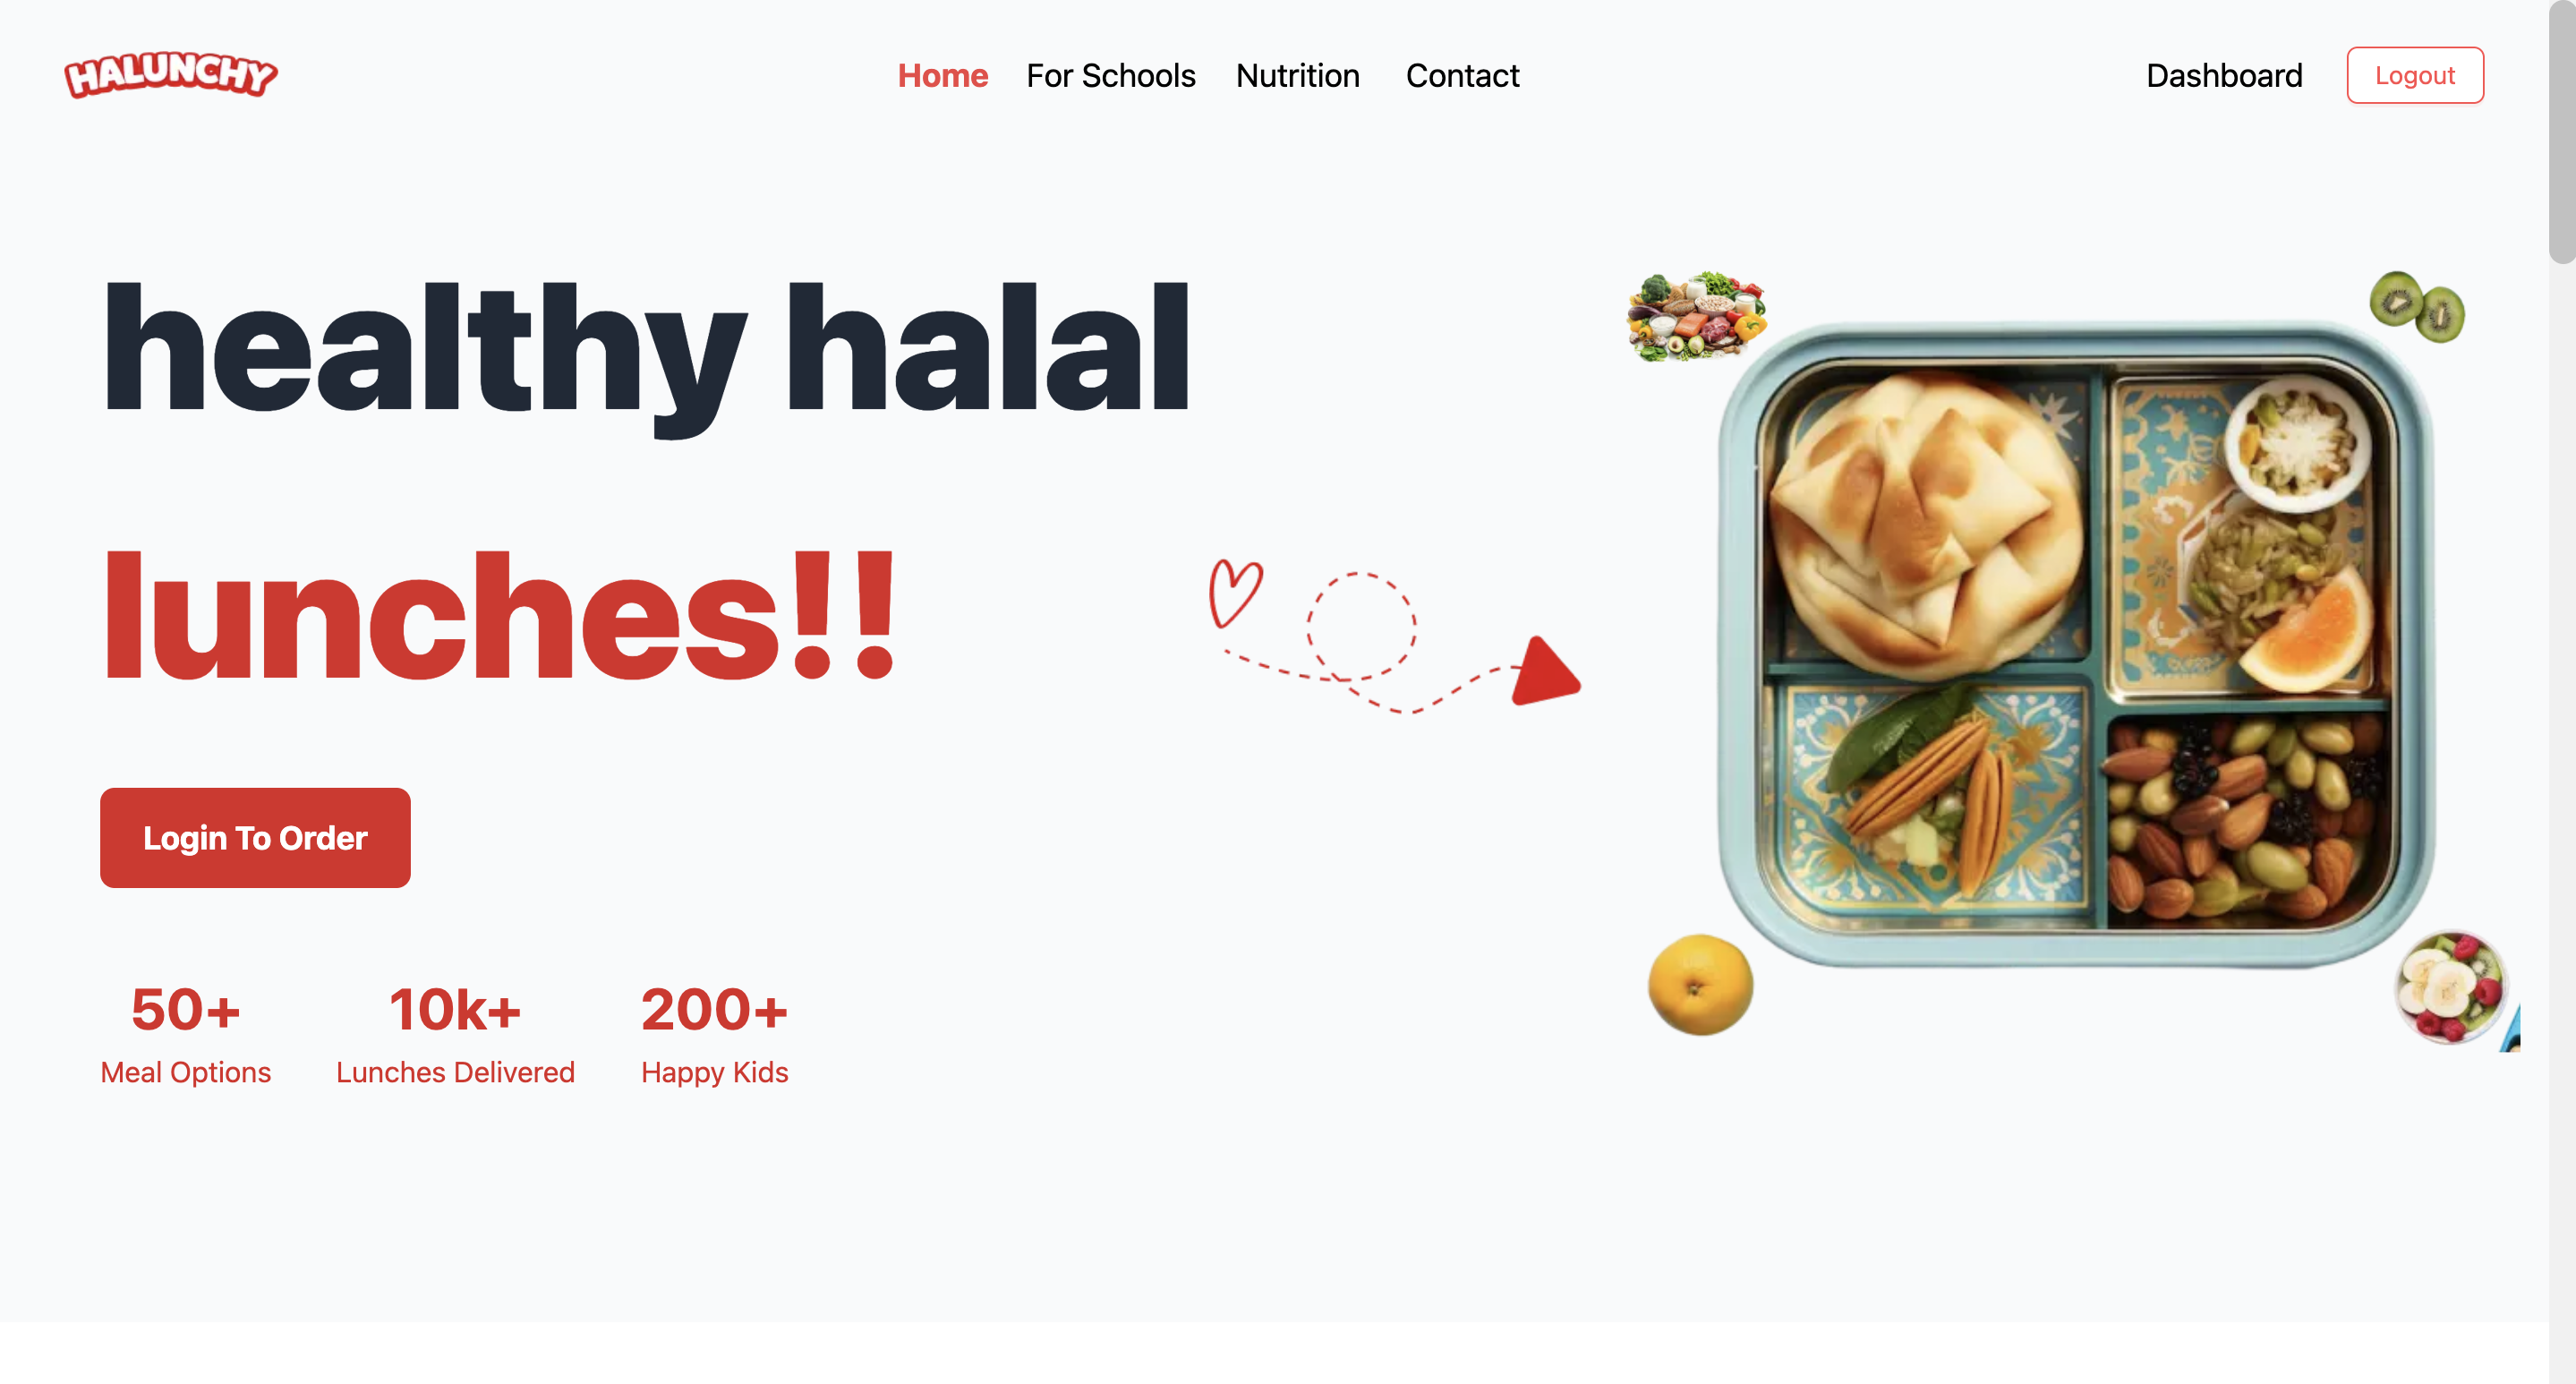 HALUNCHY
Home For Schools Nutrition Contact
Dashboard Logout
healthy halal
lunches!!
Login To Order
50+ 10k+ 200+
Meal Options Lunches Delivered Happy Kids